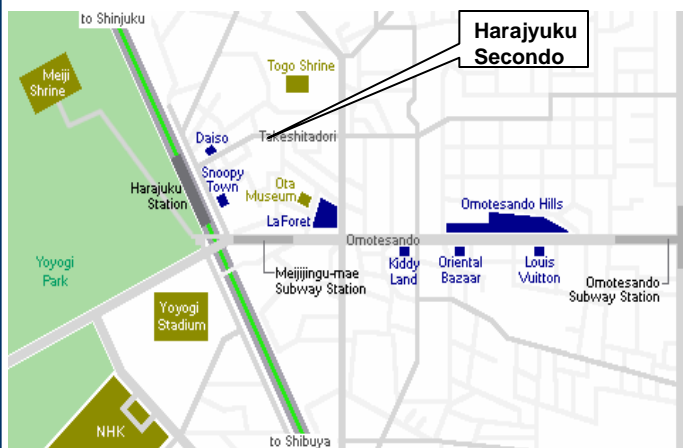 to Shinjuku
Harajyuku
Secondo
Meiji
Shrine
Togo Shrine
Daiso
Takeshitadori
Snoopy
Town
Harajuku
Station
Ota
Museum
LaForet
Omotesando Hills
Omotesando
Yoyogi
Park
Meijijingu-mae
Subway Station
Kiddy
Land
Oriental
Bazaar
Louis
Vuitton
Omotesando
Subway Station
Yoyogi
Stadium
NHK
to Shibuya